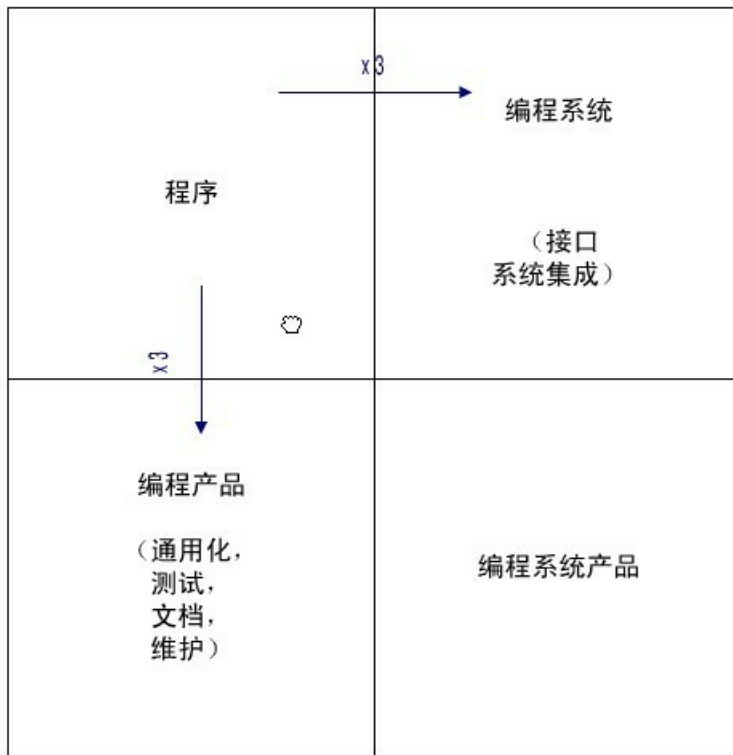 x3
编程系统
程序
（接口
系统集成）
x3
编程产品
（通用化，
测试，
文档，
维护）
编程系统产品